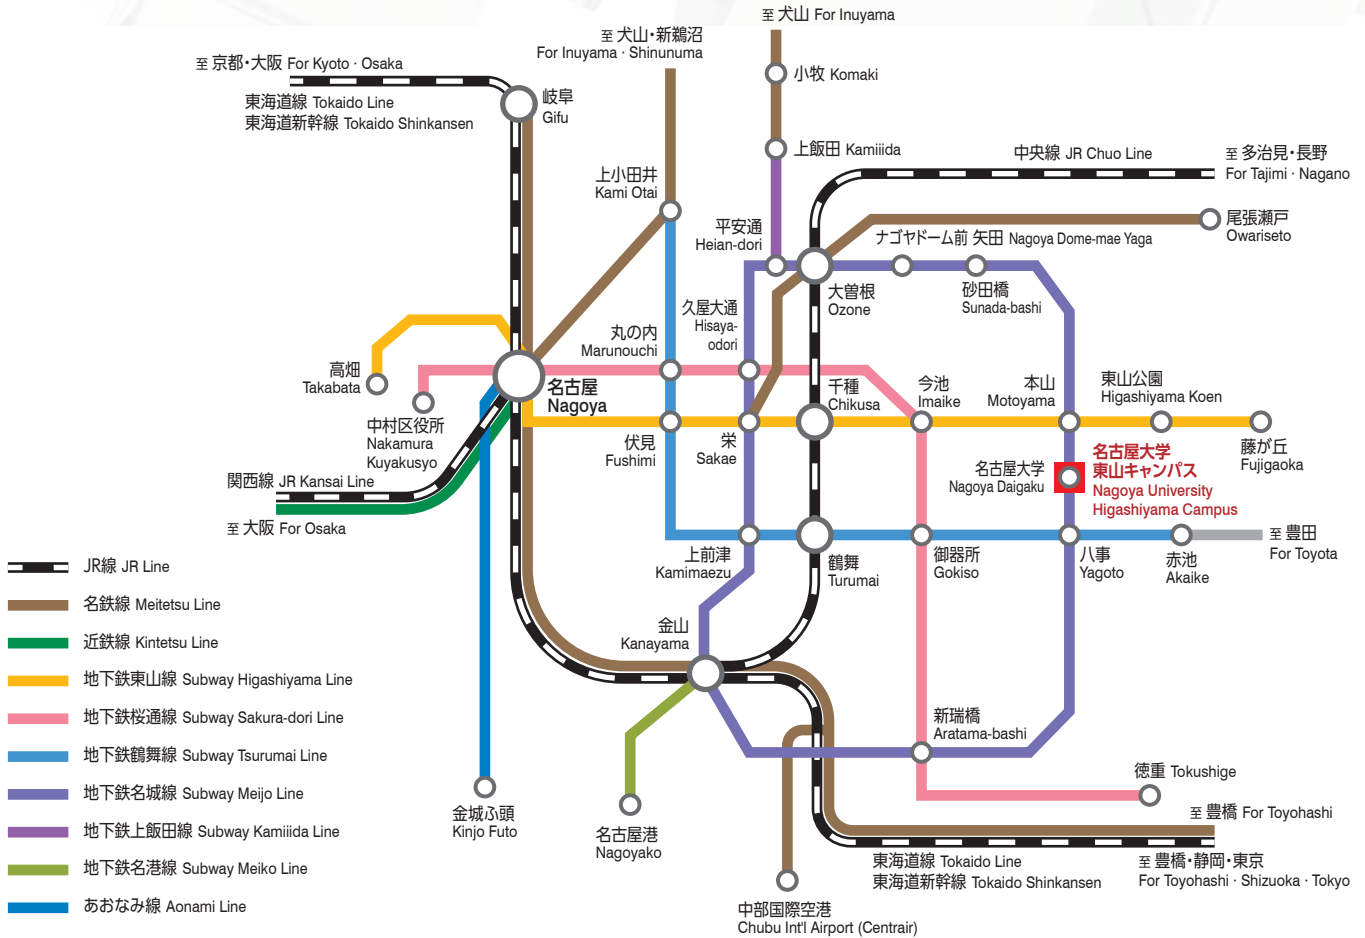 至 犬山 For Inuyama
至 犬山・新鵜沼
For Inuyama · Shinunuma
至 京都・大阪 For Kyoto · Osaka
小牧 Komaki
東海道線 Tokaido Line
東海道新幹線 Tokaido Shinkansen
岐阜
Gifu
上飯田 Kamiiida
中央線 JR Chuo Line
至 多治見・長野
For Tajimi · Nagano
上小田井
Kami Otai
平安通
Heian-dori
ナゴヤドーム前 矢田 Nagoya Dome-mae Yaga
尾張瀬戸
Owariseto
大曽根
Ozone
砂田橋
Sunada-bashi
久屋大通
Hisaya-
odori
丸の内
Marunouchi
高畑
Takabata
名古屋
Nagoya
千種
Chikusa
今池
Imaike
本山
Motoyama
東山公園
Higashiyama Koen
中村区役所
Nakamura
Kuyakusyo
伏見
Fushimi
栄
Sakae
藤が丘
Fujigaoka
名古屋大学
Nagoya Daigaku
名古屋大学
東山キャンパス
Nagoya University
Higashiyama Campus
関西線 JR Kansai Line
至 大阪 For Osaka
上前津
Kamimaezu
鶴舞
Turumai
御器所
Gokiso
八事
Yagoto
赤池
Akaike
至 豊田
For Toyota
金山
Kanayama
新瑞橋
Aratama-bashi
徳重 Tokushige
金城ふ頭
Kinjo Futo
名古屋港
Nagoyako
至 豊橋 For Toyohashi
東海道線 Tokaido Line
東海道新幹線 Tokaido Shinkansen
至 豊橋・静岡・東京
For Toyohashi · Shizuoka · Tokyo
中部国際空港
Chubu Int'l Airport (Centrair)
JR線 JR Line
名鉄線 Meitetsu Line
近鉄線 Kintetsu Line
地下鉄東山線 Subway Higashiyama Line
地下鉄桜通線 Subway Sakura-dori Line
地下鉄鶴舞線 Subway Tsurumai Line
地下鉄名城線 Subway Meijo Line
地下鉄上飯田線 Subway Kamiiida Line
地下鉄名港線 Subway Meiko Line
あおなみ線 Aonami Line